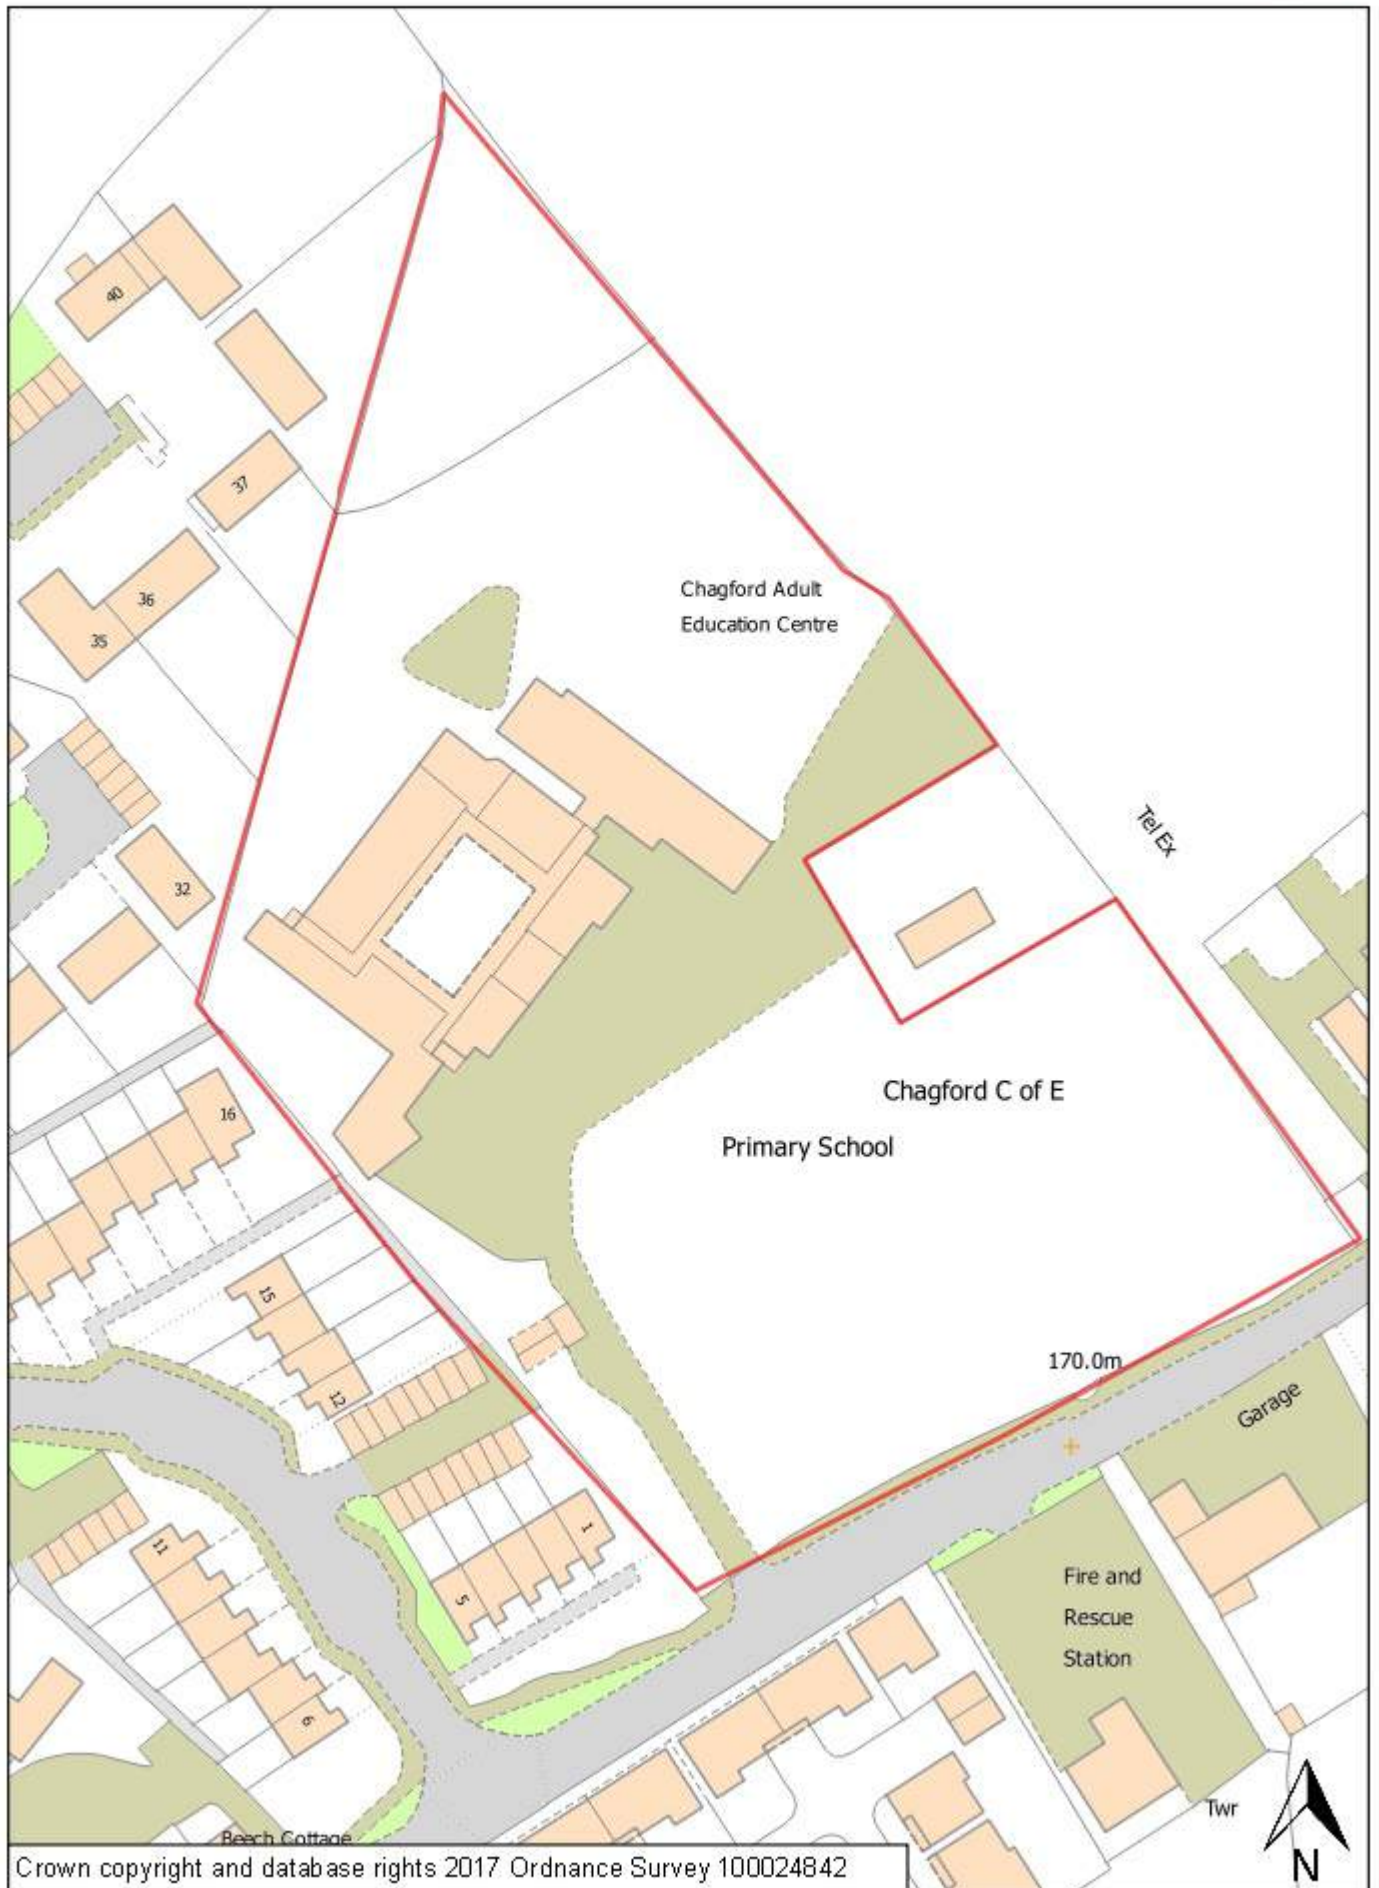 40
37
36
35
Chagford Adult
Education Centre
32
Tel Ex
16
Chagford C of E
Primary School
15
12
170.0m
Garage
11
1
5
6
Fire and
Rescue
Station
Twr
Beech Cottage
N
Crown copyright and database rights 2017 Ordnance Survey 100024842